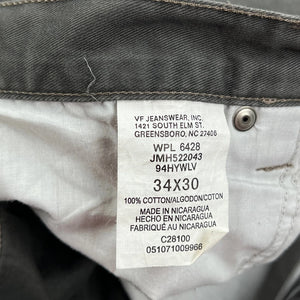 VF JEANSWEAR, INC.
1421 SOUTH ELM ST.
GREENSBORO, NC 27406
WPL 6428
JMH522043
94HYWLV
34X30
100% COTTON/ALGODON/COTON
MADE IN NICARAGUA
HECHO EN NICARAGUA
FABRIQUÉ AU NICARAGUA
C28100
051071009966